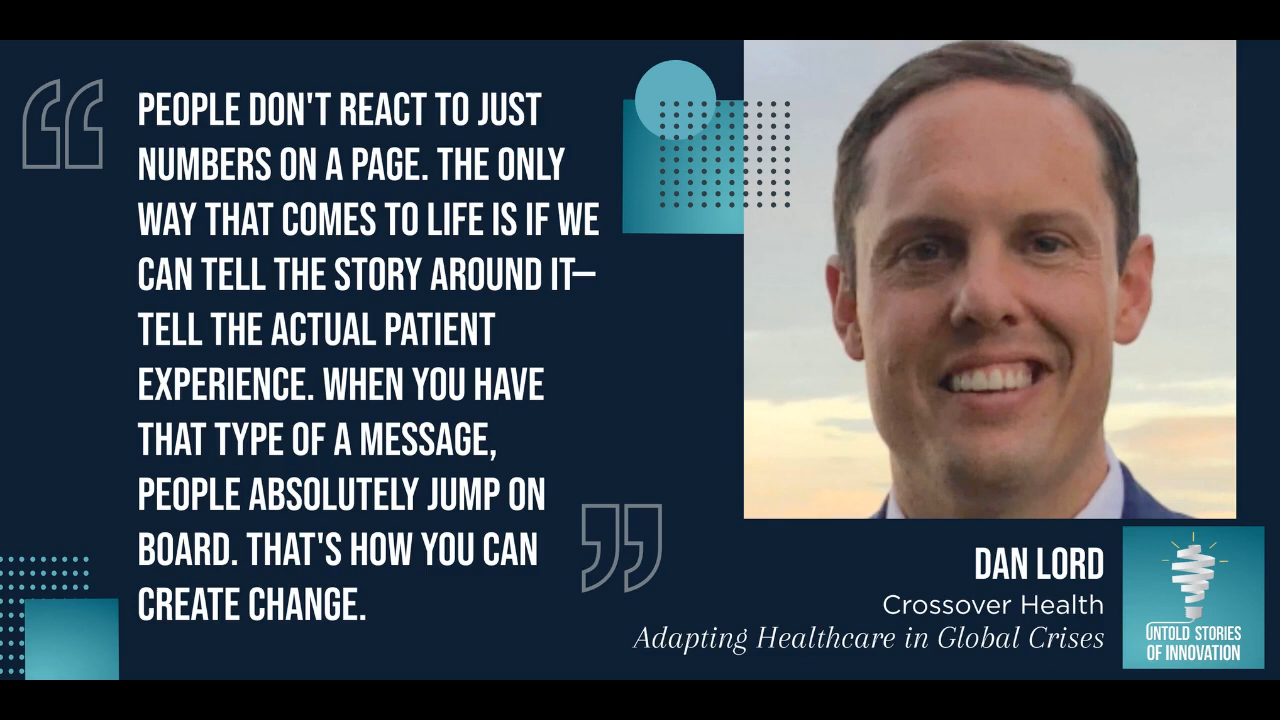 PEOPLE DON'T REACT TO JUST
NUMBERS ON A PAGE. THE ONLY
WAY THAT COMES TO LIFE IS IF WE
CAN TELL THE STORY AROUND IT—
TELL THE ACTUAL PATIENT
EXPERIENCE. WHEN YOU HAVE
THAT TYPE OF A MESSAGE,
PEOPLE ABSOLUTELY JUMP ON
BOARD. THAT'S HOW YOU CAN
CREATE CHANGE.
DAN LORD
Crossover Health
Adapting Healthcare in Global Crises
UNTOLD STORIES
OF INNOVATION